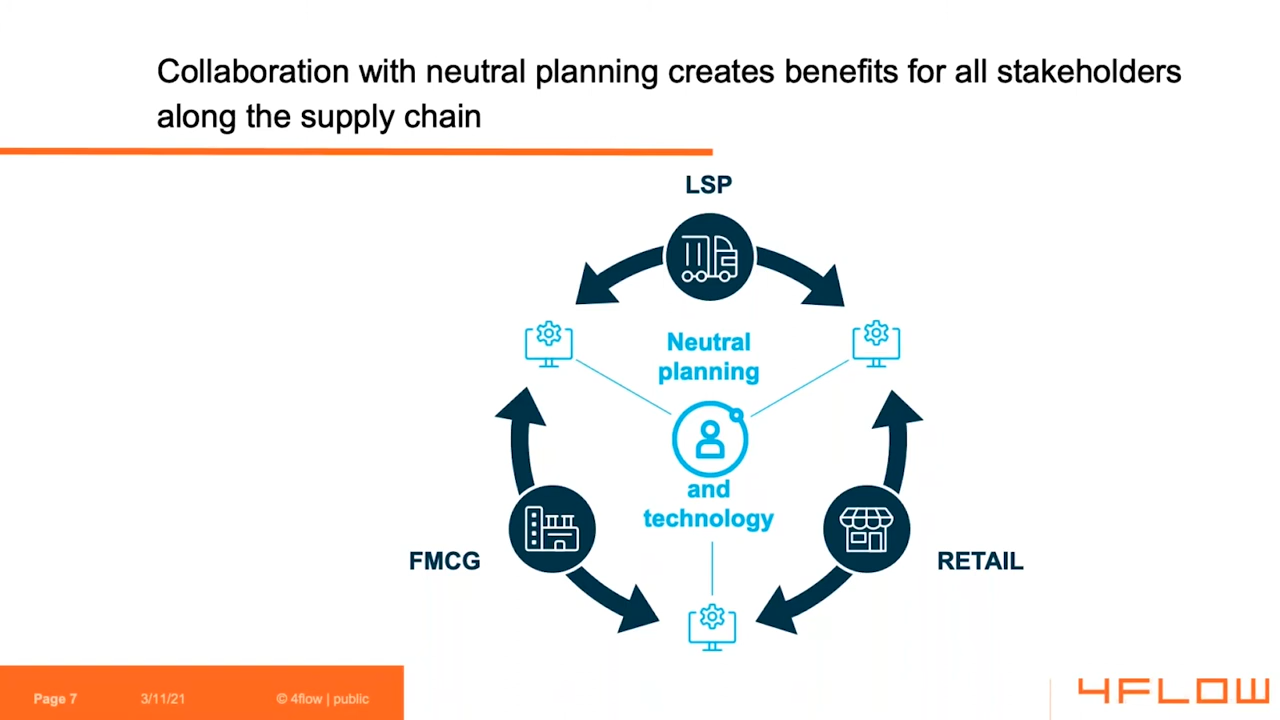 Collaboration with neutral planning creates benefits for all stakeholders
along the supply chain
LSP
Neutral
planning
and
technology
FMCG
RETAIL
Page 7
3/11/21
© 4flow | public
4FLOW